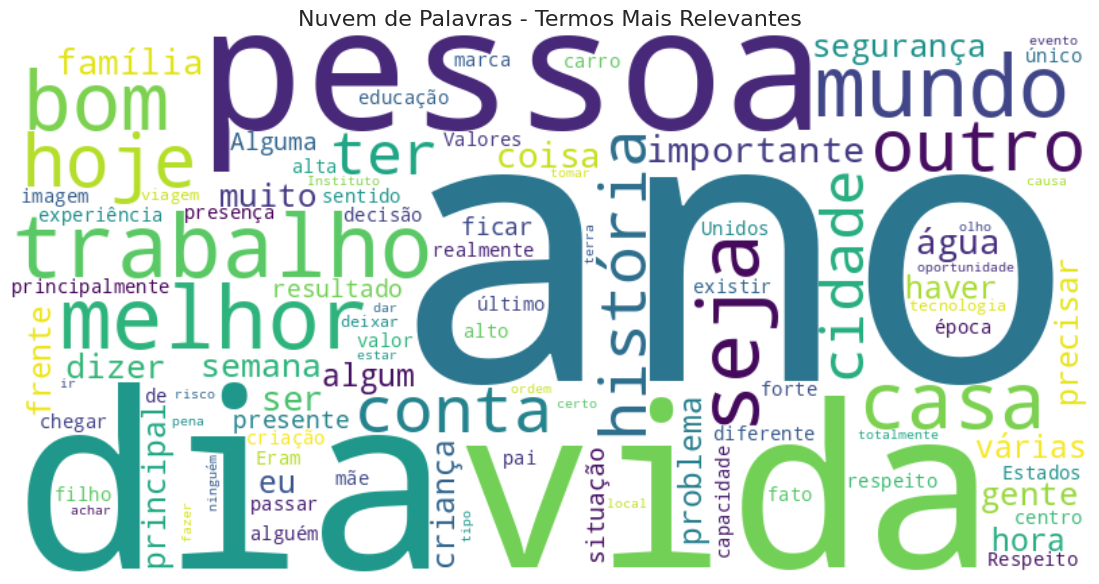 Nuvem de Palavras - Termos Mais Relevantes
pessoa
família
marca
carro
segurança
evento
único
bom
educação
mundo
hoje
Alguma
ter
Valores
coisa
importante
outro
alta
Instituto
tomar
causa
imagem
viagem
muito
sentido
experiência
presença
decisão
ficar
história
Unidos
cidade
água
olho
trabalho
ano
realmente
terra
seja
existir
haver
oportunidade
principalmente
resultado
último
tecnologia
precisar
melhor
dar
deixar
valor
alto
época
frente
dizer
semana
estar
algum
ir
de
risco
ser
ordem
certo
forte
casa
chegar
pena
presente
conta
diferente
totalmente
várias
dia
principal
criação
Eram
vida
problema
Estados
filho
achar
eu
mãe
pai
situação
capacidade
fato
respeito
gente
ninguém
passar
criança
local
centro
fazer
alguém
tipo
hora
Respeito